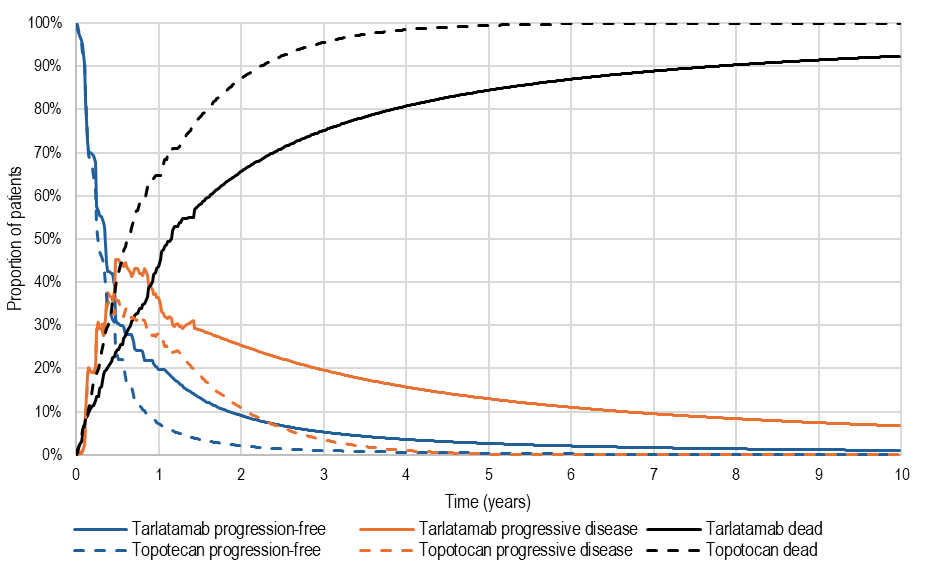 100%
90%
80%
70%
60%
50%
40%
30%
20%
10%
0%
Proportion of patients
0 1 2 3 4 5 6 7 8 9 10
Time (years)
Tarlatamab progression-free Tarlatamab progressive disease Tarlatamab dead
Topotecan progression-free Topotocan progressive disease Topotocan dead